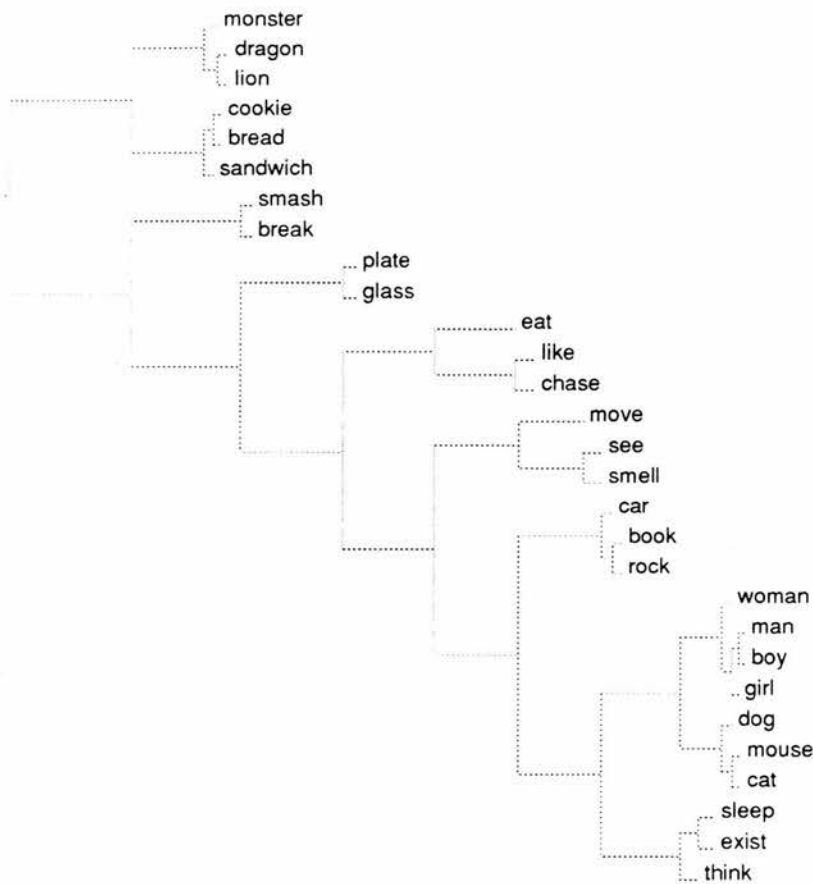 monster
dragon
lion
cookie
bread
sandwich
smash
break
plate
glass
eat
like
chase
move
see
smell
car
book
rock
woman
man
boy
girl
dog
mouse
cat
sleep
exist
think